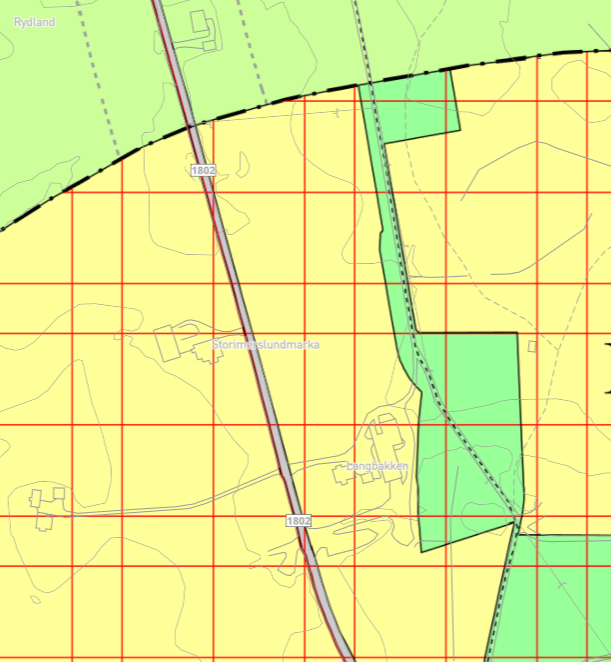 Rydland
1802
Storimoslundmarka
Langbakken
1802